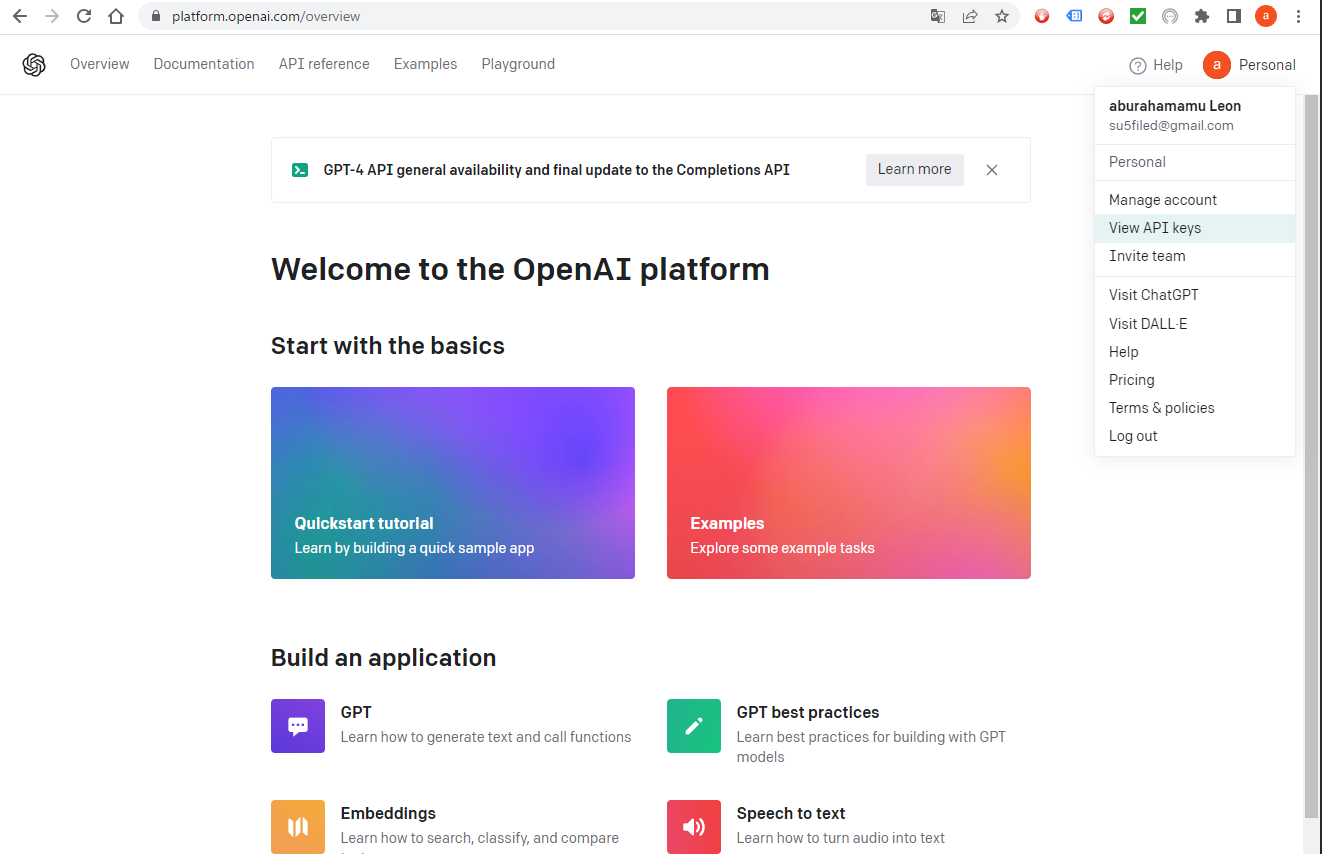 platform.openai.com/overview
a
Overview
Documentation
API reference
Examples
Playground
Help
a
Personal
aburahamamu Leon
su5filed@gmail.com
Personal
Manage account
View API keys
Invite team
Visit ChatGPT
Visit DALL·E
Help
Pricing
Terms & policies
Log out
GPT-4 API general availability and final update to the Completions API
Learn more
Welcome to the OpenAI platform
Start with the basics
Quickstart tutorial
Learn by building a quick sample app
Examples
Explore some example tasks
Build an application
GPT
Learn how to generate text and call functions
GPT best practices
Learn best practices for building with GPT
models
Embeddings
Learn how to search, classify, and compare
Speech to text
Learn how to turn audio into text